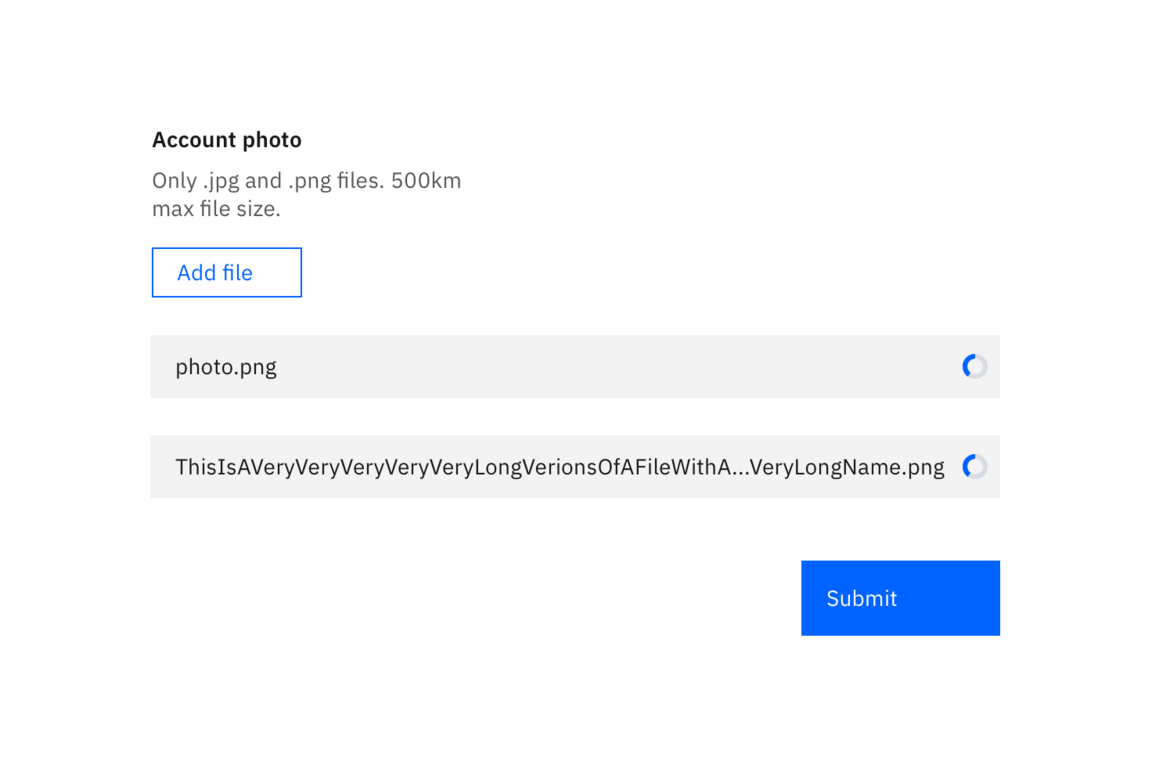 Account photo
Only .jpg and .png files. 500km
max file size.
Add file
photo.png
ThisIsAVeryVeryVeryVeryVeryLongVerionsOfAFileWithA...VeryLongName.png
Submit